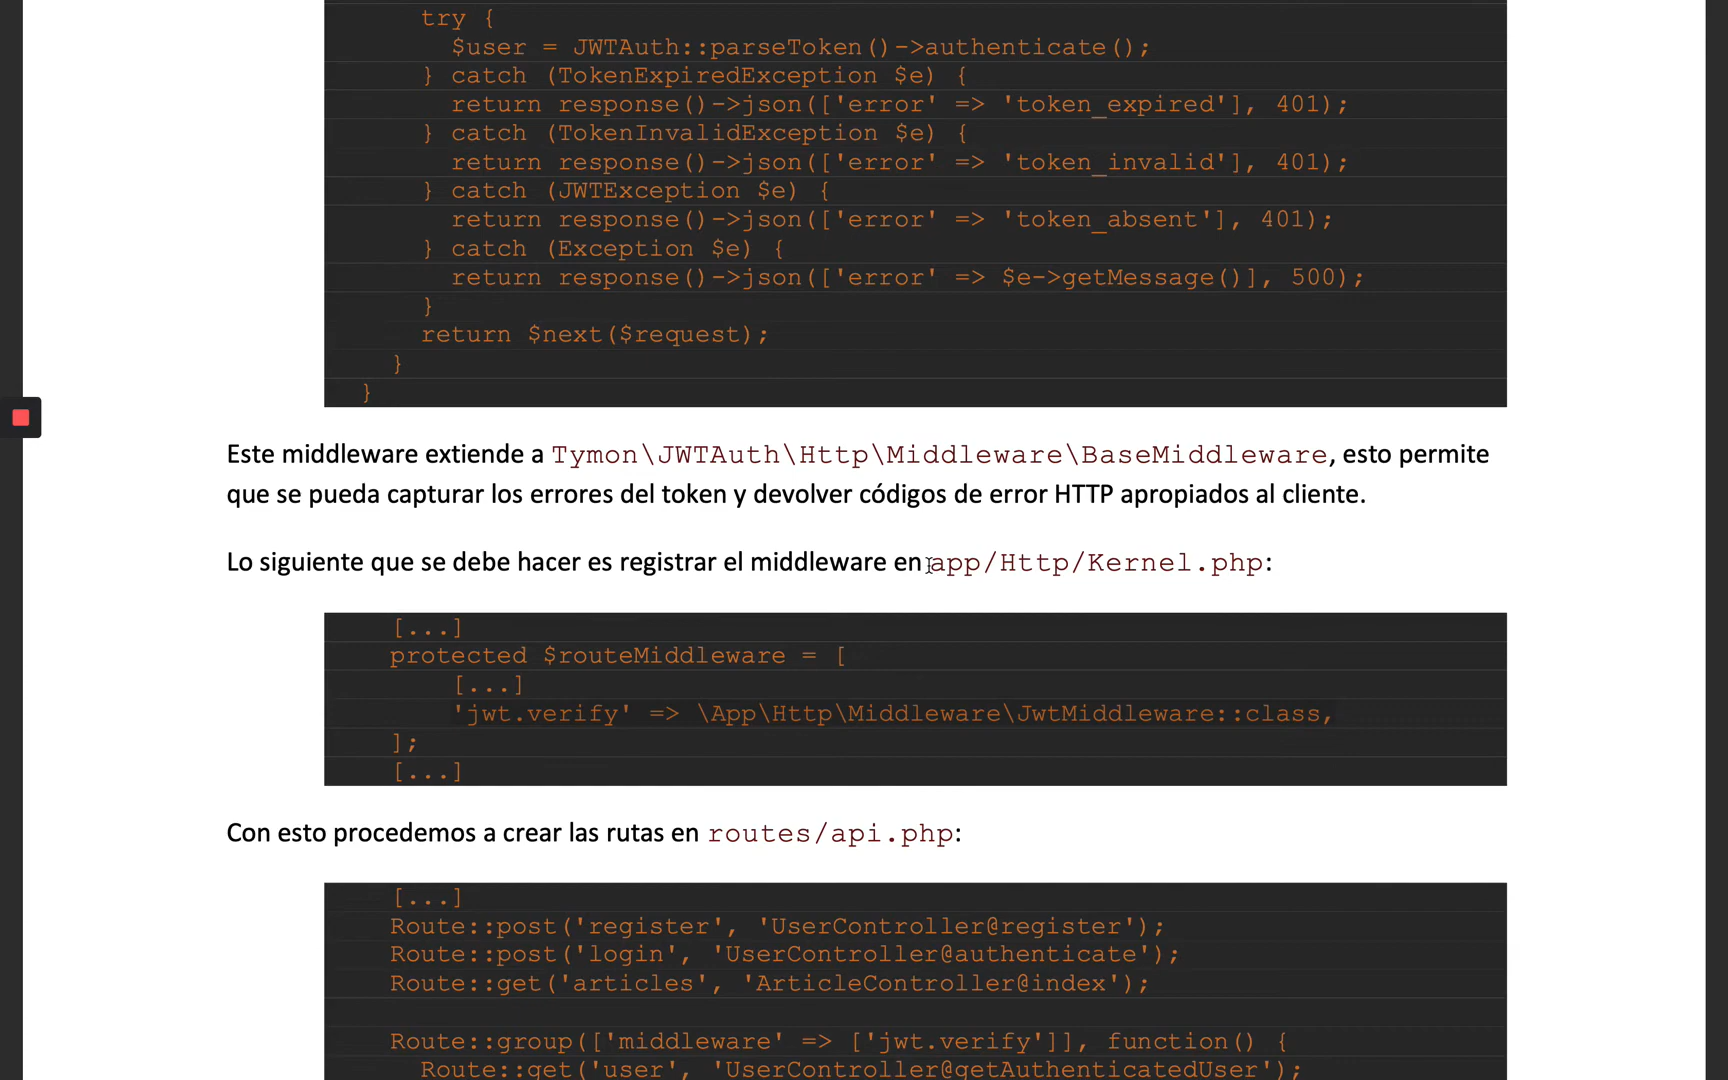 try {
$user = JWTAuth::parseToken()->authenticate();
} catch (TokenExpiredException $e) {
return response()->json(['error' => 'token_expired'], 401);
} catch (TokenInvalidException $e) {
return response()->json(['error' => 'token_invalid'], 401);
} catch (JWTException $e) {
return response()->json(['error' => 'token_absent'], 401);
} catch (Exception $e) {
return response()->json(['error' => $e->getMessage()], 500);
}
return $next($request);
}
}
Este middleware extiende a Tymon\JWTAuth\Http\Middleware\BaseMiddleware, esto permite
que se pueda capturar los errores del token y devolver códigos de error HTTP apropiados al cliente.
Lo siguiente que se debe hacer es registrar el middleware en app/Http/Kernel.php:
[...]
protected $routeMiddleware = [
[...]
'jwt.verify' => \App\Http\Middleware\JwtMiddleware::class,
];
[...]
Con esto procedemos a crear las rutas en routes/api.php:
[...]
Route::post('register', 'UserController@register');
Route::post('login', 'UserController@authenticate');
Route::get('articles', 'ArticleController@index');
Route::group(['middleware' => ['jwt.verify']], function() {
Route::get('user', 'UserController@getAuthenticatedUser');